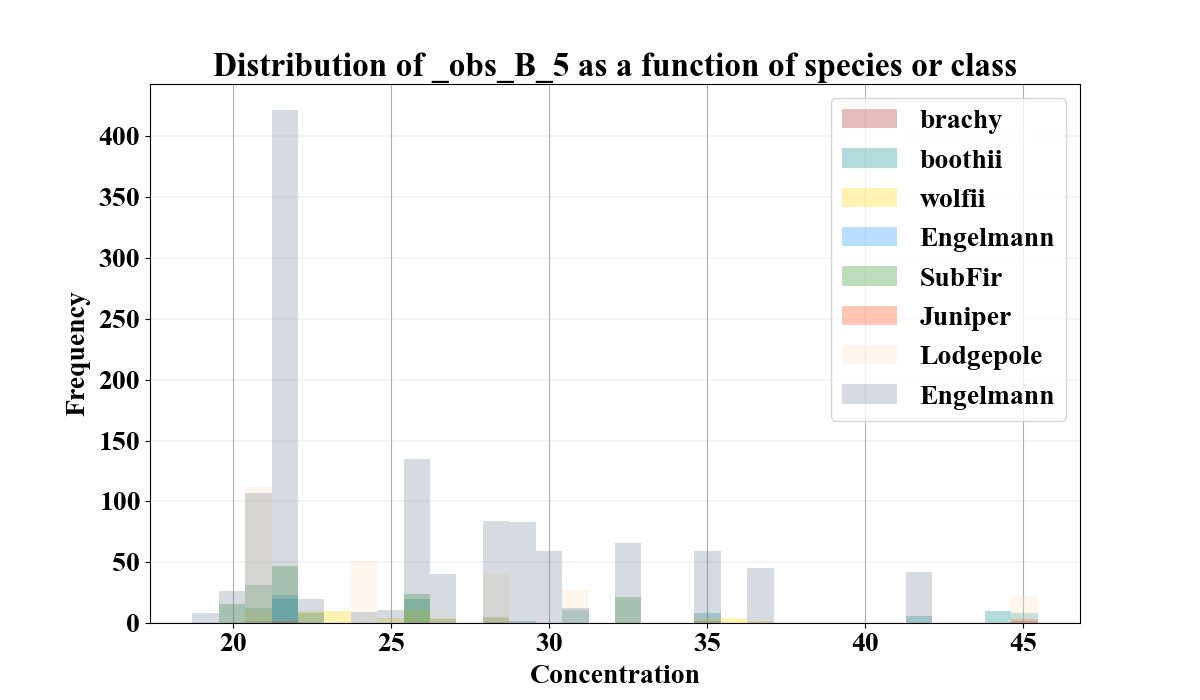 Distribution of _obs_B_5 as a function of species or class
Frequency
400
350
300
250
200
150
100
50
0
20
25
30
35
40
45
Concentration
brachy
boothii
wolfii
Engelmann
SubFir
Juniper
Lodgepole
Engelmann